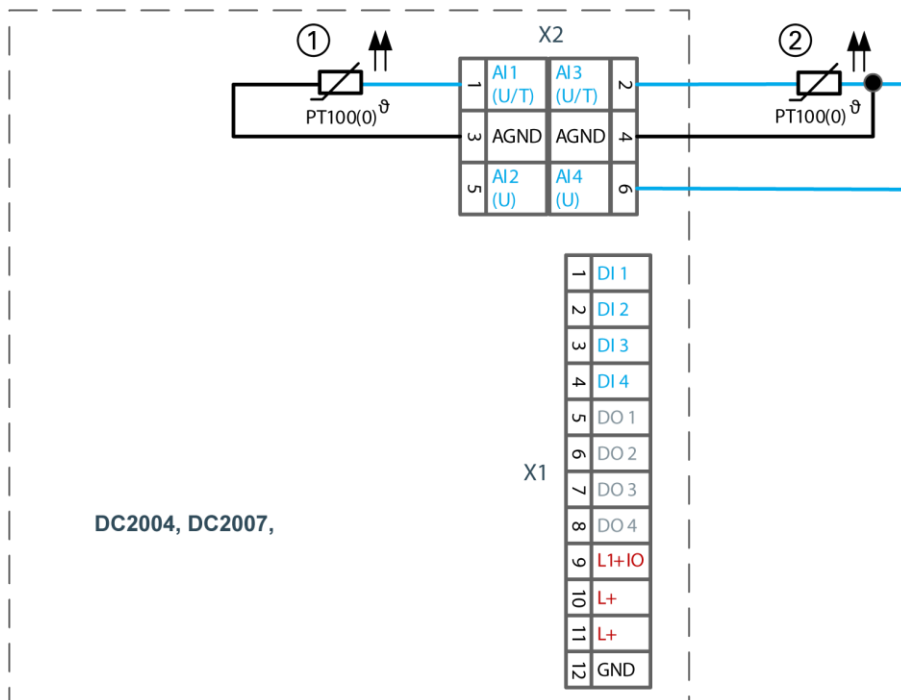 ① X2 ②
1 AI1 (U/T) AI3 (U/T) 2
PT100(0) ϑ PT100(0) ϑ
3 AGND AGND 4
5 AI2 (U) AI4 (U) 6
1 DI 1
2 DI 2
3 DI 3
4 DI 4
5 DO 1
6 DO 2
X1
7 DO 3
DC2004, DC2007,
8 DO 4
9 L1+IO
10 L+
11 L+
12 GND